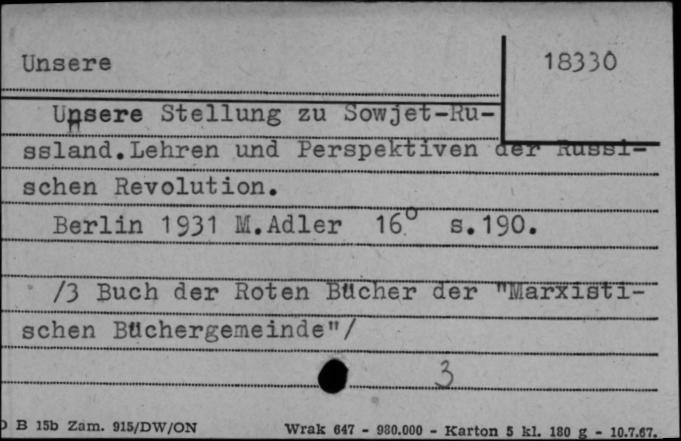 Unsere
18330
Unsere Stellung zu Sowjet-Ru-
ssland.Lehren und Perspektiven der Russi-
schen Revolution.
Berlin 1931 M.Adler 16° s.190.
/3 Buch der Roten Bücher der "Marxisti-
schen Büchergemeinde"/
3
B 15b Zam. 915/DW/ON
Wrak 647 - 980.000 - Karton 5 kl. 180 g - 10.7.67.